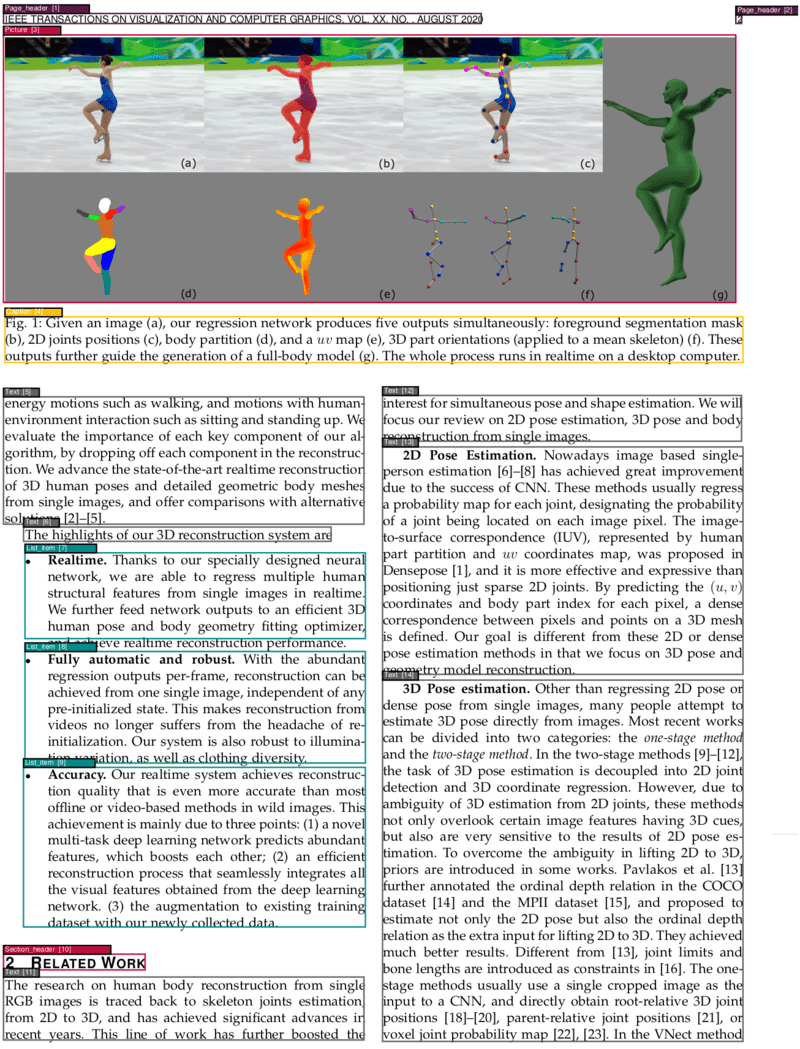 Page_header [1]
IEEE TRANSACTIONS ON VISUALIZATION AND COMPUTER GRAPHICS, VOL. XX, NO. , AUGUST 2020
Page_header [2]
2
Picture [3]
(a)
(b)
(c)
(d)
(e)
(f)
(g)
Caption [4]
Fig. 1: Given an image (a), our regression network produces five outputs simultaneously: foreground segmentation mask
(b), 2D joints positions (c), body partition (d), and a uv map (e), 3D part orientations (applied to a mean skeleton) (f). These
outputs further guide the generation of a full-body model (g). The whole process runs in realtime on a desktop computer.
Text [5]
energy motions such as walking, and motions with human-
environment interaction such as sitting and standing up. We
evaluate the importance of each key component of our al-
gorithm, by dropping off each component in the reconstruc-
tion. We advance the state-of-the-art realtime reconstruction
of 3D human poses and detailed geometric body meshes
from single images, and offer comparisons with alternative
solutions [2]–[5].
Text [6]
The highlights of our 3D reconstruction system are
List_item [7]
• Realtime. Thanks to our specially designed neural
network, we are able to regress multiple human
structural features from single images in realtime.
We further feed network outputs to an efficient 3D
human pose and body geometry fitting optimizer,
and achieve realtime reconstruction performance.
List_item [8]
• Fully automatic and robust. With the abundant
regression outputs per-frame, reconstruction can be
achieved from one single image, independent of any
pre-initialized state. This makes reconstruction from
videos no longer suffers from the headache of re-
initialization. Our system is also robust to illumina-
tion variation, as well as clothing diversity.
List_item [9]
• Accuracy. Our realtime system achieves reconstruc-
tion quality that is even more accurate than most
offline or video-based methods in wild images. This
achievement is mainly due to three points: (1) a novel
multi-task deep learning network predicts abundant
features, which boosts each other; (2) an efficient
reconstruction process that seamlessly integrates all
the visual features obtained from the deep learning
network. (3) the augmentation to existing training
dataset with our newly collected data.
Section_header [10]
2 RELATED WORK
Text [11]
The research on human body reconstruction from single
RGB images is traced back to skeleton joints estimation,
from 2D to 3D, and has achieved significant advances in
recent years. This line of work has further boosted the
Text [12]
interest for simultaneous pose and shape estimation. We will
focus our review on 2D pose estimation, 3D pose and body
reconstruction from single images.
Text [13]
2D Pose Estimation. Nowadays image based single-
person estimation [6]–[8] has achieved great improvement
due to the success of CNN. These methods usually regress
a probability map for each joint, designating the probability
of a joint being located on each image pixel. The image-
to-surface correspondence (IUV), represented by human
part partition and uv coordinates map, was proposed in
Densepose [1], and it is more effective and expressive than
positioning just sparse 2D joints. By predicting the (u, v)
coordinates and body part index for each pixel, a dense
correspondence between pixels and points on a 3D mesh
is defined. Our goal is different from these 2D or dense
pose estimation methods in that we focus on 3D pose and
geometry model reconstruction.
Text [14]
3D Pose estimation. Other than regressing 2D pose or
dense pose from single images, many people attempt to
estimate 3D pose directly from images. Most recent works
can be divided into two categories: the one-stage method
and the two-stage method. In the two-stage methods [9]–[12],
the task of 3D pose estimation is decoupled into 2D joint
detection and 3D coordinate regression. However, due to
ambiguity of 3D estimation from 2D joints, these methods
not only overlook certain image features having 3D cues,
but also are very sensitive to the results of 2D pose es-
timation. To overcome the ambiguity in lifting 2D to 3D,
priors are introduced in some works. Pavlakos et al. [13]
further annotated the ordinal depth relation in the COCO
dataset [14] and the MPII dataset [15], and proposed to
estimate not only the 2D pose but also the ordinal depth
relation as the extra input for lifting 2D to 3D. They achieved
much better results. Different from [13], joint limits and
bone lengths are introduced as constraints in [16]. The one-
stage methods usually use a single cropped image as the
input to a CNN, and directly obtain root-relative 3D joint
positions [18]–[20], parent-relative joint positions [21], or
voxel joint probability map [22], [23]. In the VNect method